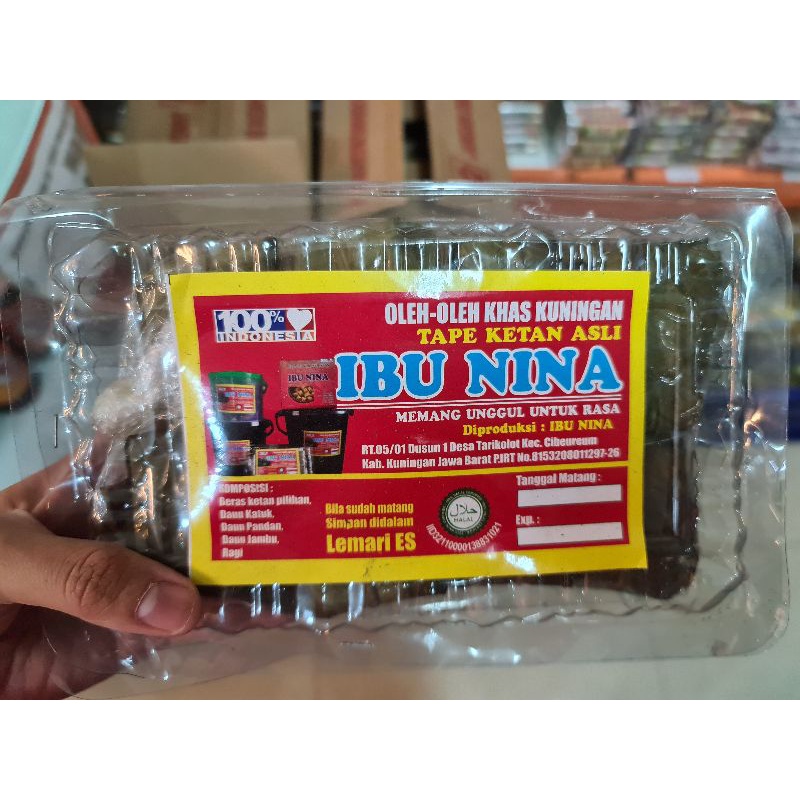 100%
INDONESIA
OLEH-OLEH KHAS KUNINGAN
TAPE KETAN ASLI
IBU NINA
IBU NINA
MEMANG UNGGUL UNTUK RASA
Diproduksi : IBU NINA
RT.05/01 Dusun 1 Desa Tarikolot Kec. Cibeureum
Kab. Kuningan Jawa Barat P.IRT No.8153208011297-26
KOMPOSISI :
Beras ketan pilihan,
Daun Katuk,
Daun Pandan,
Daun Jambu,
Ragi
Bila sudah matang
Simpan didalam
Lemari ES
حلال
HALAL
ID32110000138831021
Tanggal Matang :
Exp. :